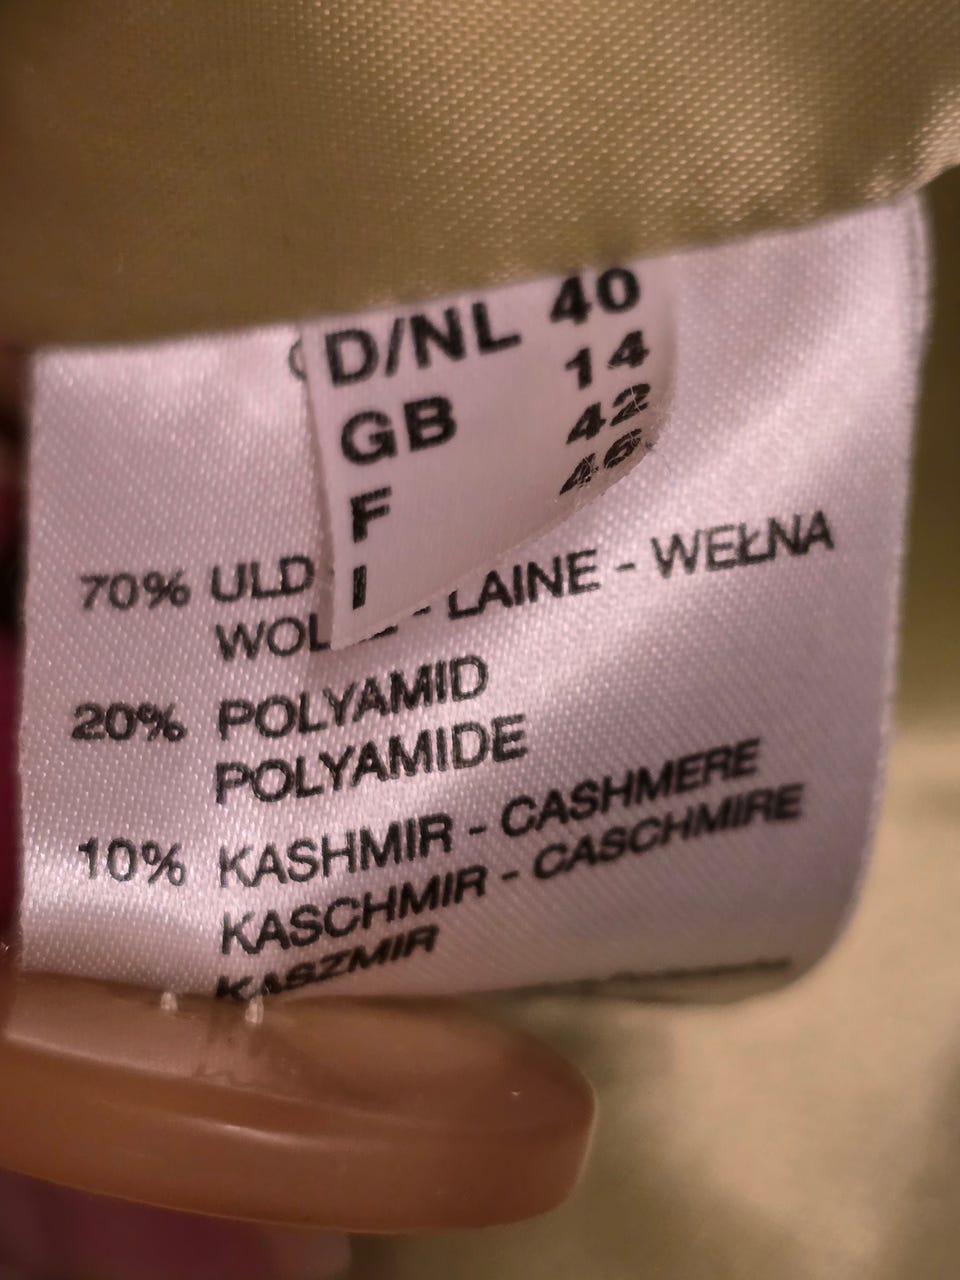 D/NL 40
GB 14
F 42
I 46
70% ULD
LAINE - WEŁNA
20% POLYAMID
POLYAMIDE
10% KASHMIR - CASHMERE
KASCHMIR - CASCHMIRE
KASZMIR